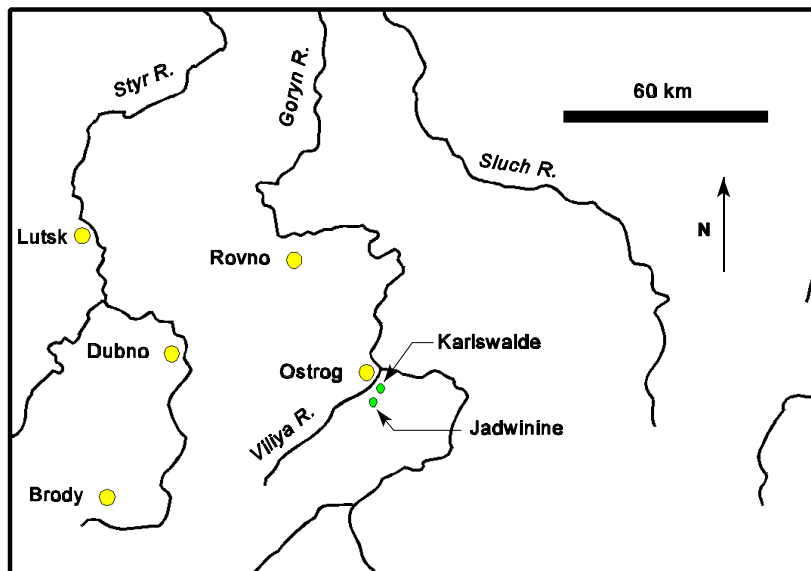 Styr R.
Goryn R.
60 km
Sluch R.
N
Lutsk
Rovno
Dubno
Karlswalde
Ostrog
Viliya R.
Jadwinine
Brody